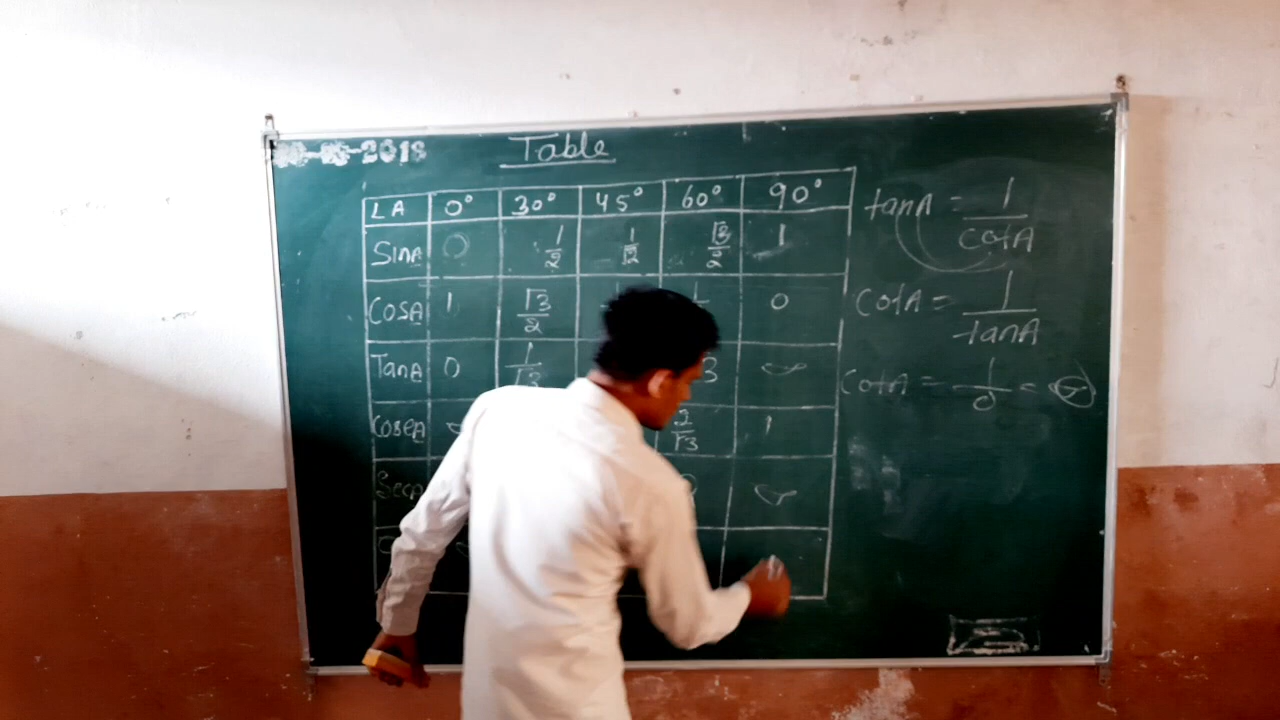 2018
Table
LA 0° 30° 45° 60° 90°
SinA 0 1/2 1/√2 √3/2 1
CosA 1 √3/2 0
TanA 0 1/√3 3 ∞
CosecA 2/√3 1
SecA ∞
tanA = 1/cotA
CotA = 1/tanA
CotA = 1/0 = ∞